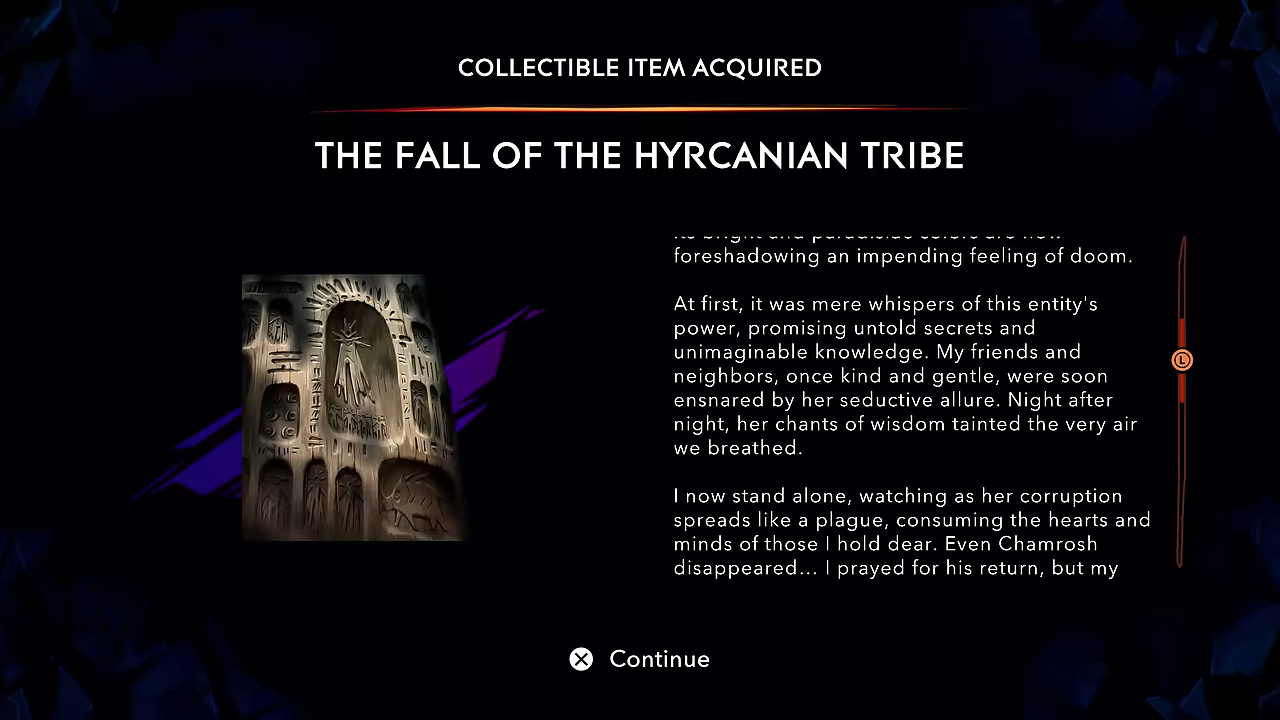 COLLECTIBLE ITEM ACQUIRED
THE FALL OF THE HYRCANIAN TRIBE
foreshadowing an impending feeling of doom.
At first, it was mere whispers of this entity's
power, promising untold secrets and
unimaginable knowledge. My friends and
neighbors, once kind and gentle, were soon
ensnared by her seductive allure. Night after
night, her chants of wisdom tainted the very air
we breathed.
I now stand alone, watching as her corruption
spreads like a plague, consuming the hearts and
minds of those I hold dear. Even Chamrosh
disappeared... I prayed for his return, but my
L
Continue